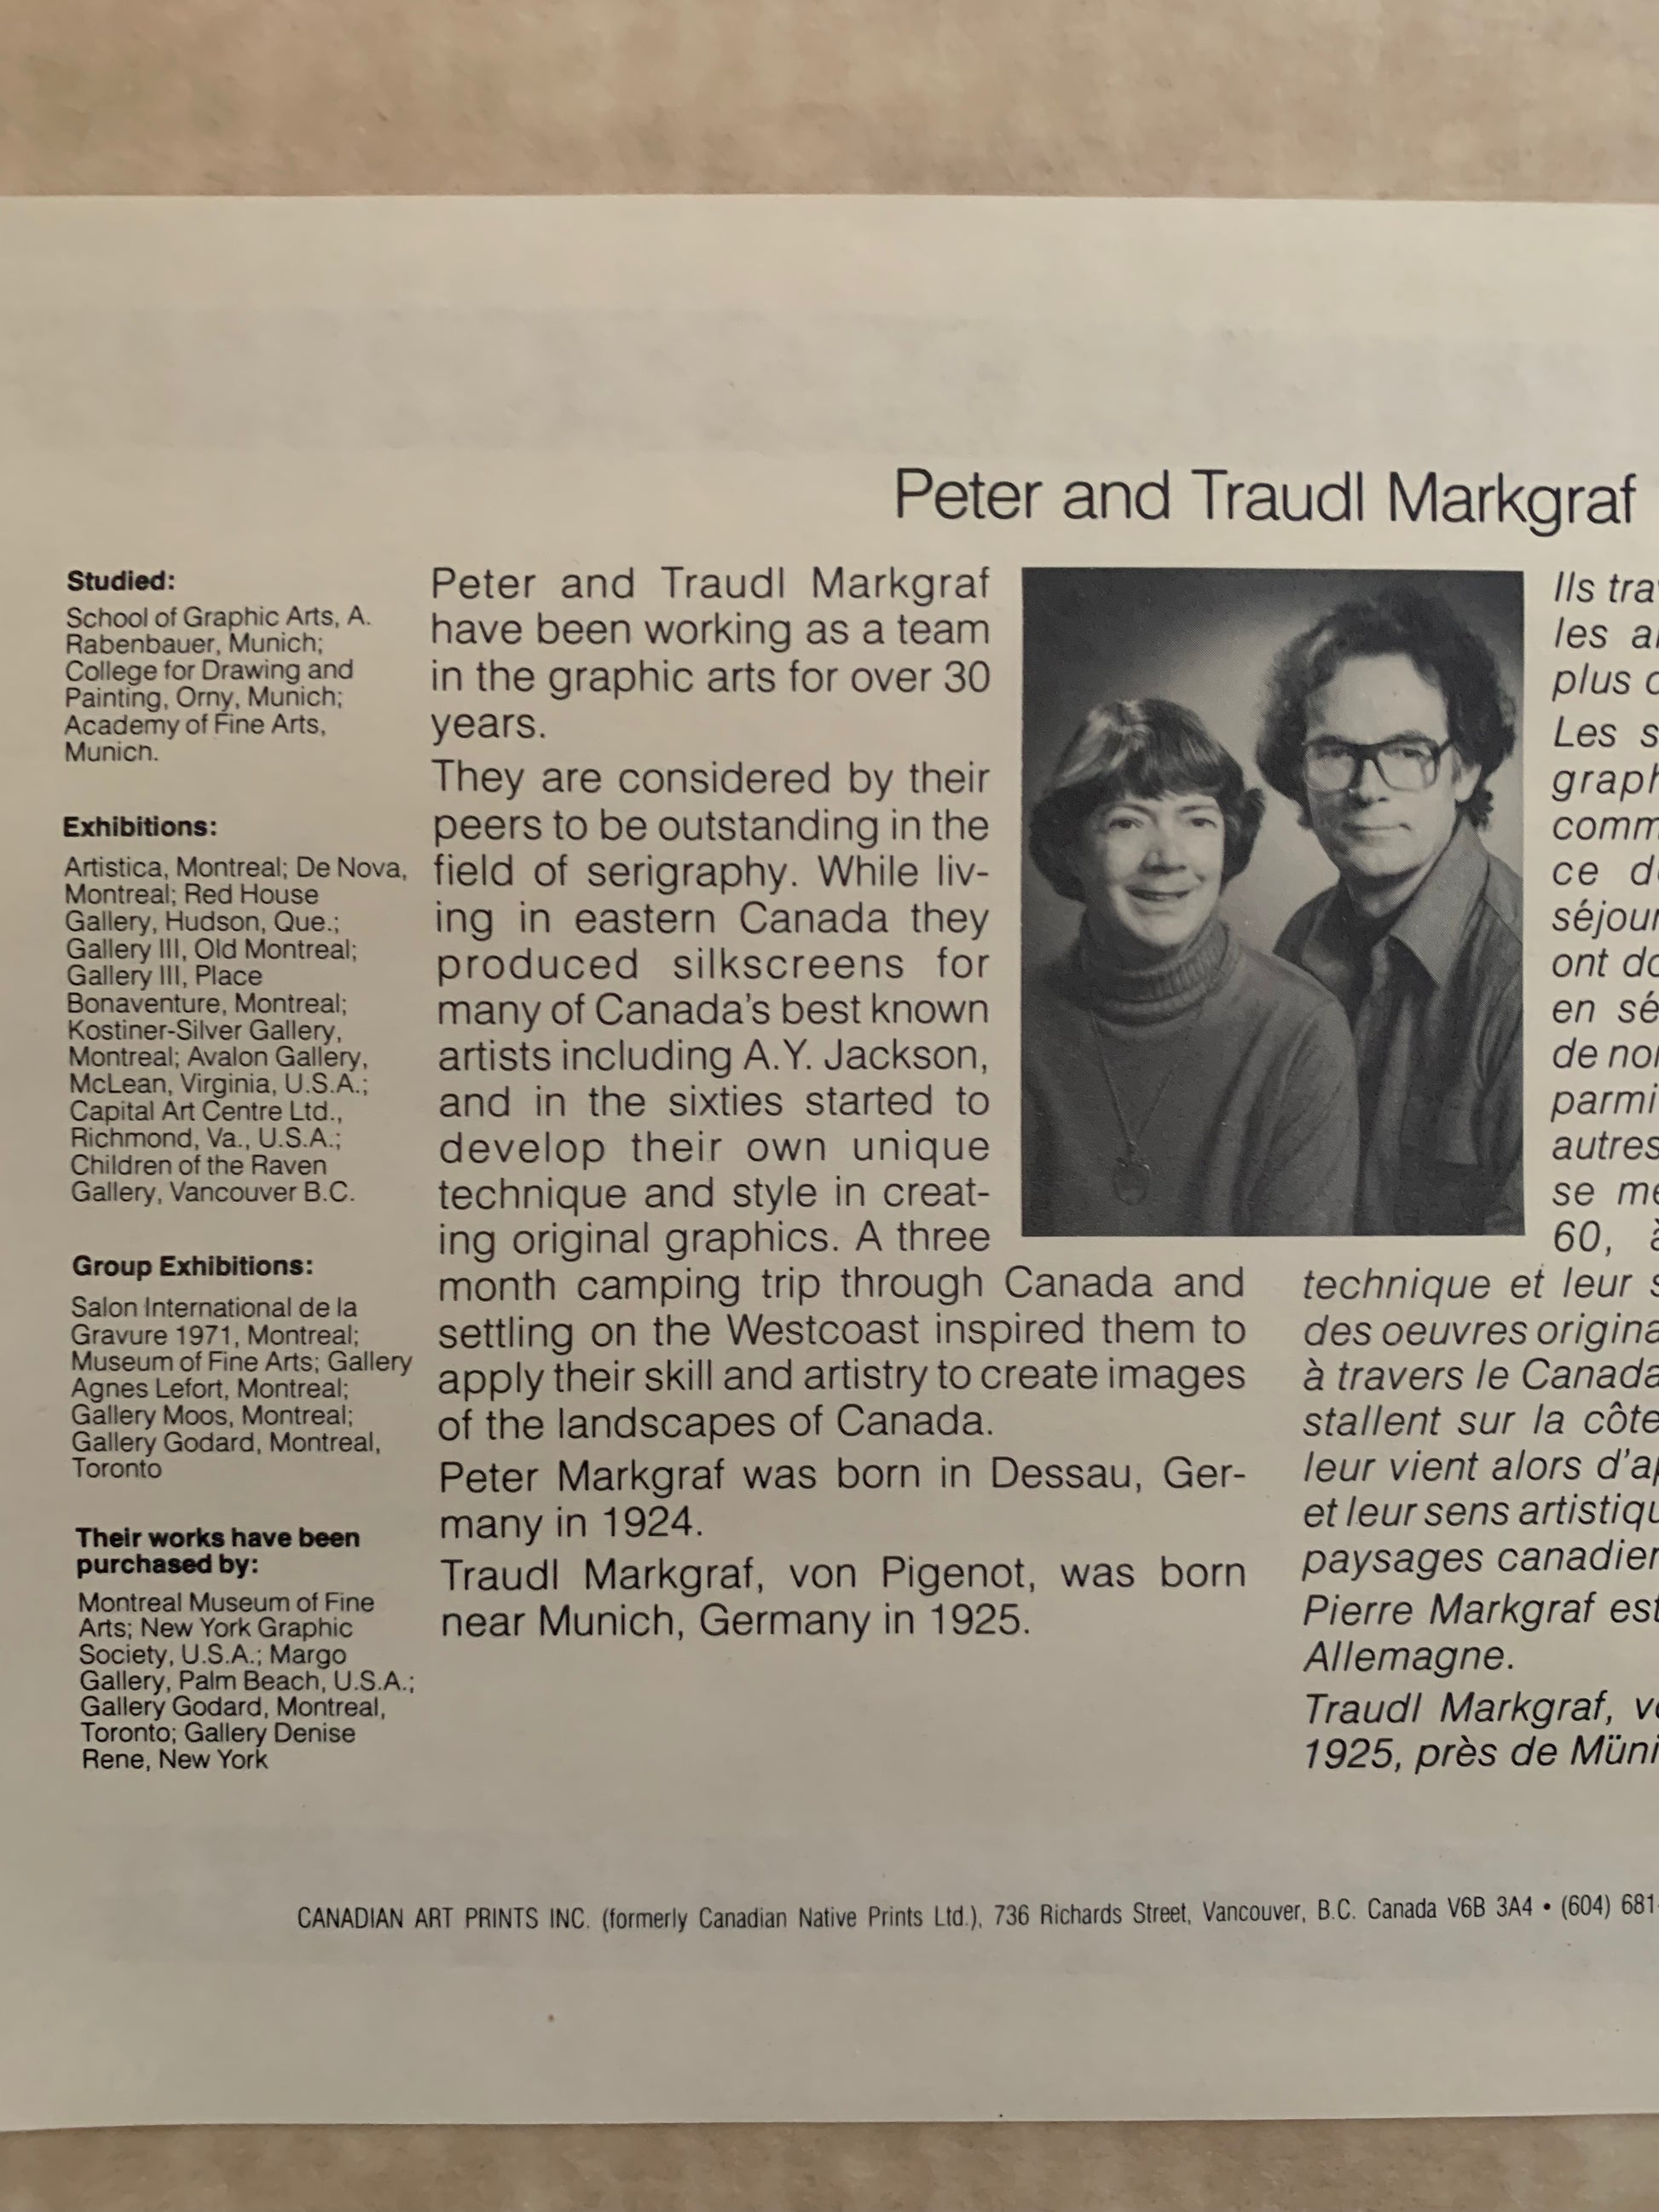 Peter and Traudl Markgraf
Studied:
School of Graphic Arts, A.
Rabenbauer, Munich;
College for Drawing and
Painting, Orny, Munich;
Academy of Fine Arts,
Munich.
Exhibitions:
Artistica, Montreal; De Nova,
Montreal; Red House
Gallery, Hudson, Que.;
Gallery III, Old Montreal;
Gallery III, Place
Bonaventure, Montreal;
Kostiner-Silver Gallery,
Montreal; Avalon Gallery,
McLean, Virginia, U.S.A.;
Capital Art Centre Ltd.,
Richmond, Va., U.S.A.;
Children of the Raven
Gallery, Vancouver B.C.
Group Exhibitions:
Salon International de la
Gravure 1971, Montreal;
Museum of Fine Arts; Gallery
Agnes Lefort, Montreal;
Gallery Moos, Montreal;
Gallery Godard, Montreal,
Toronto
Their works have been
purchased by:
Montreal Museum of Fine
Arts; New York Graphic
Society, U.S.A.; Margo
Gallery, Palm Beach, U.S.A.;
Gallery Godard, Montreal,
Toronto; Gallery Denise
Rene, New York
Peter and Traudl Markgraf
have been working as a team
in the graphic arts for over 30
years.
They are considered by their
peers to be outstanding in the
field of serigraphy. While liv-
ing in eastern Canada they
produced silkscreens for
many of Canada's best known
artists including A.Y. Jackson,
and in the sixties started to
develop their own unique
technique and style in creat-
ing original graphics. A three
month camping trip through Canada and
settling on the Westcoast inspired them to
apply their skill and artistry to create images
of the landscapes of Canada.
Peter Markgraf was born in Dessau, Ger-
many in 1924.
Traudl Markgraf, von Pigenot, was born
near Munich, Germany in 1925.
Ils tra
les a
plus
Les s
graph
comm
ce d
séjour
ont do
en sé
de no
parmi
autres
se me
60, à
technique et leur s
des oeuvres origina
à travers le Canada
stallent sur la côte
leur vient alors d'ap
et leur sens artistiqu
paysages canadien
Pierre Markgraf est
Allemagne.
Traudl Markgraf, v
1925, près de Müni
CANADIAN ART PRINTS INC. (formerly Canadian Native Prints Ltd.), 736 Richards Street, Vancouver, B.C. Canada V6B 3A4 • (604) 681-